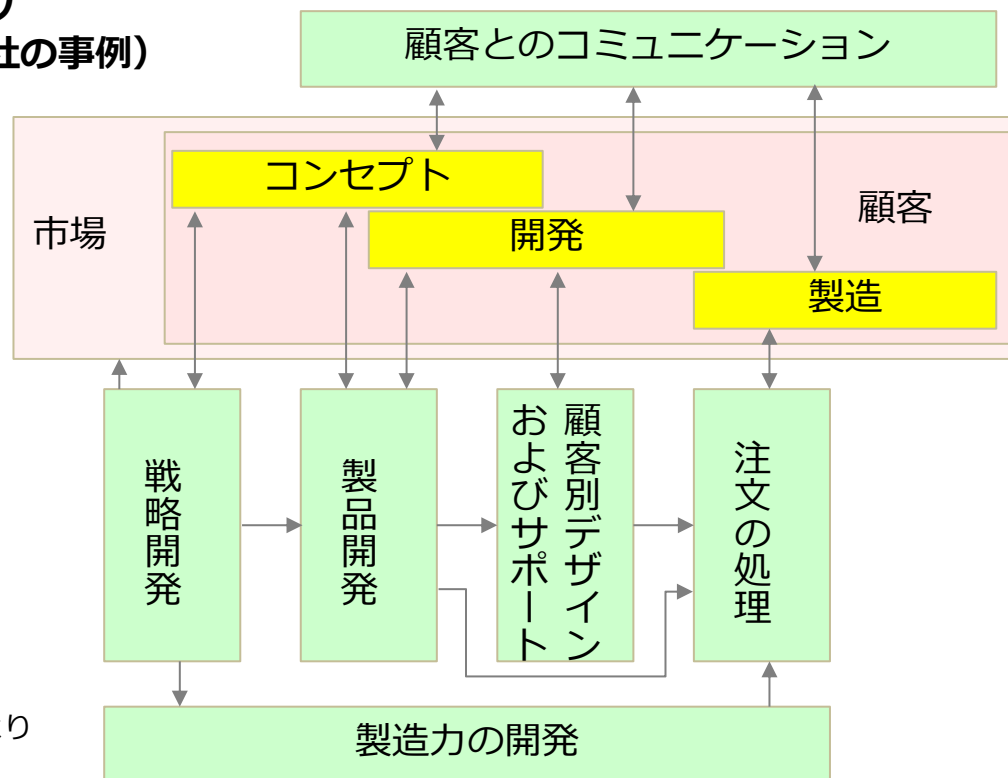 社の事例）
顧客とのコミュニケーション
コンセプト
市場
顧客
開発
製造
戦略開発
製品開発
顧客別デザイン
およびサポート
注文の処理
り
製造力の開発